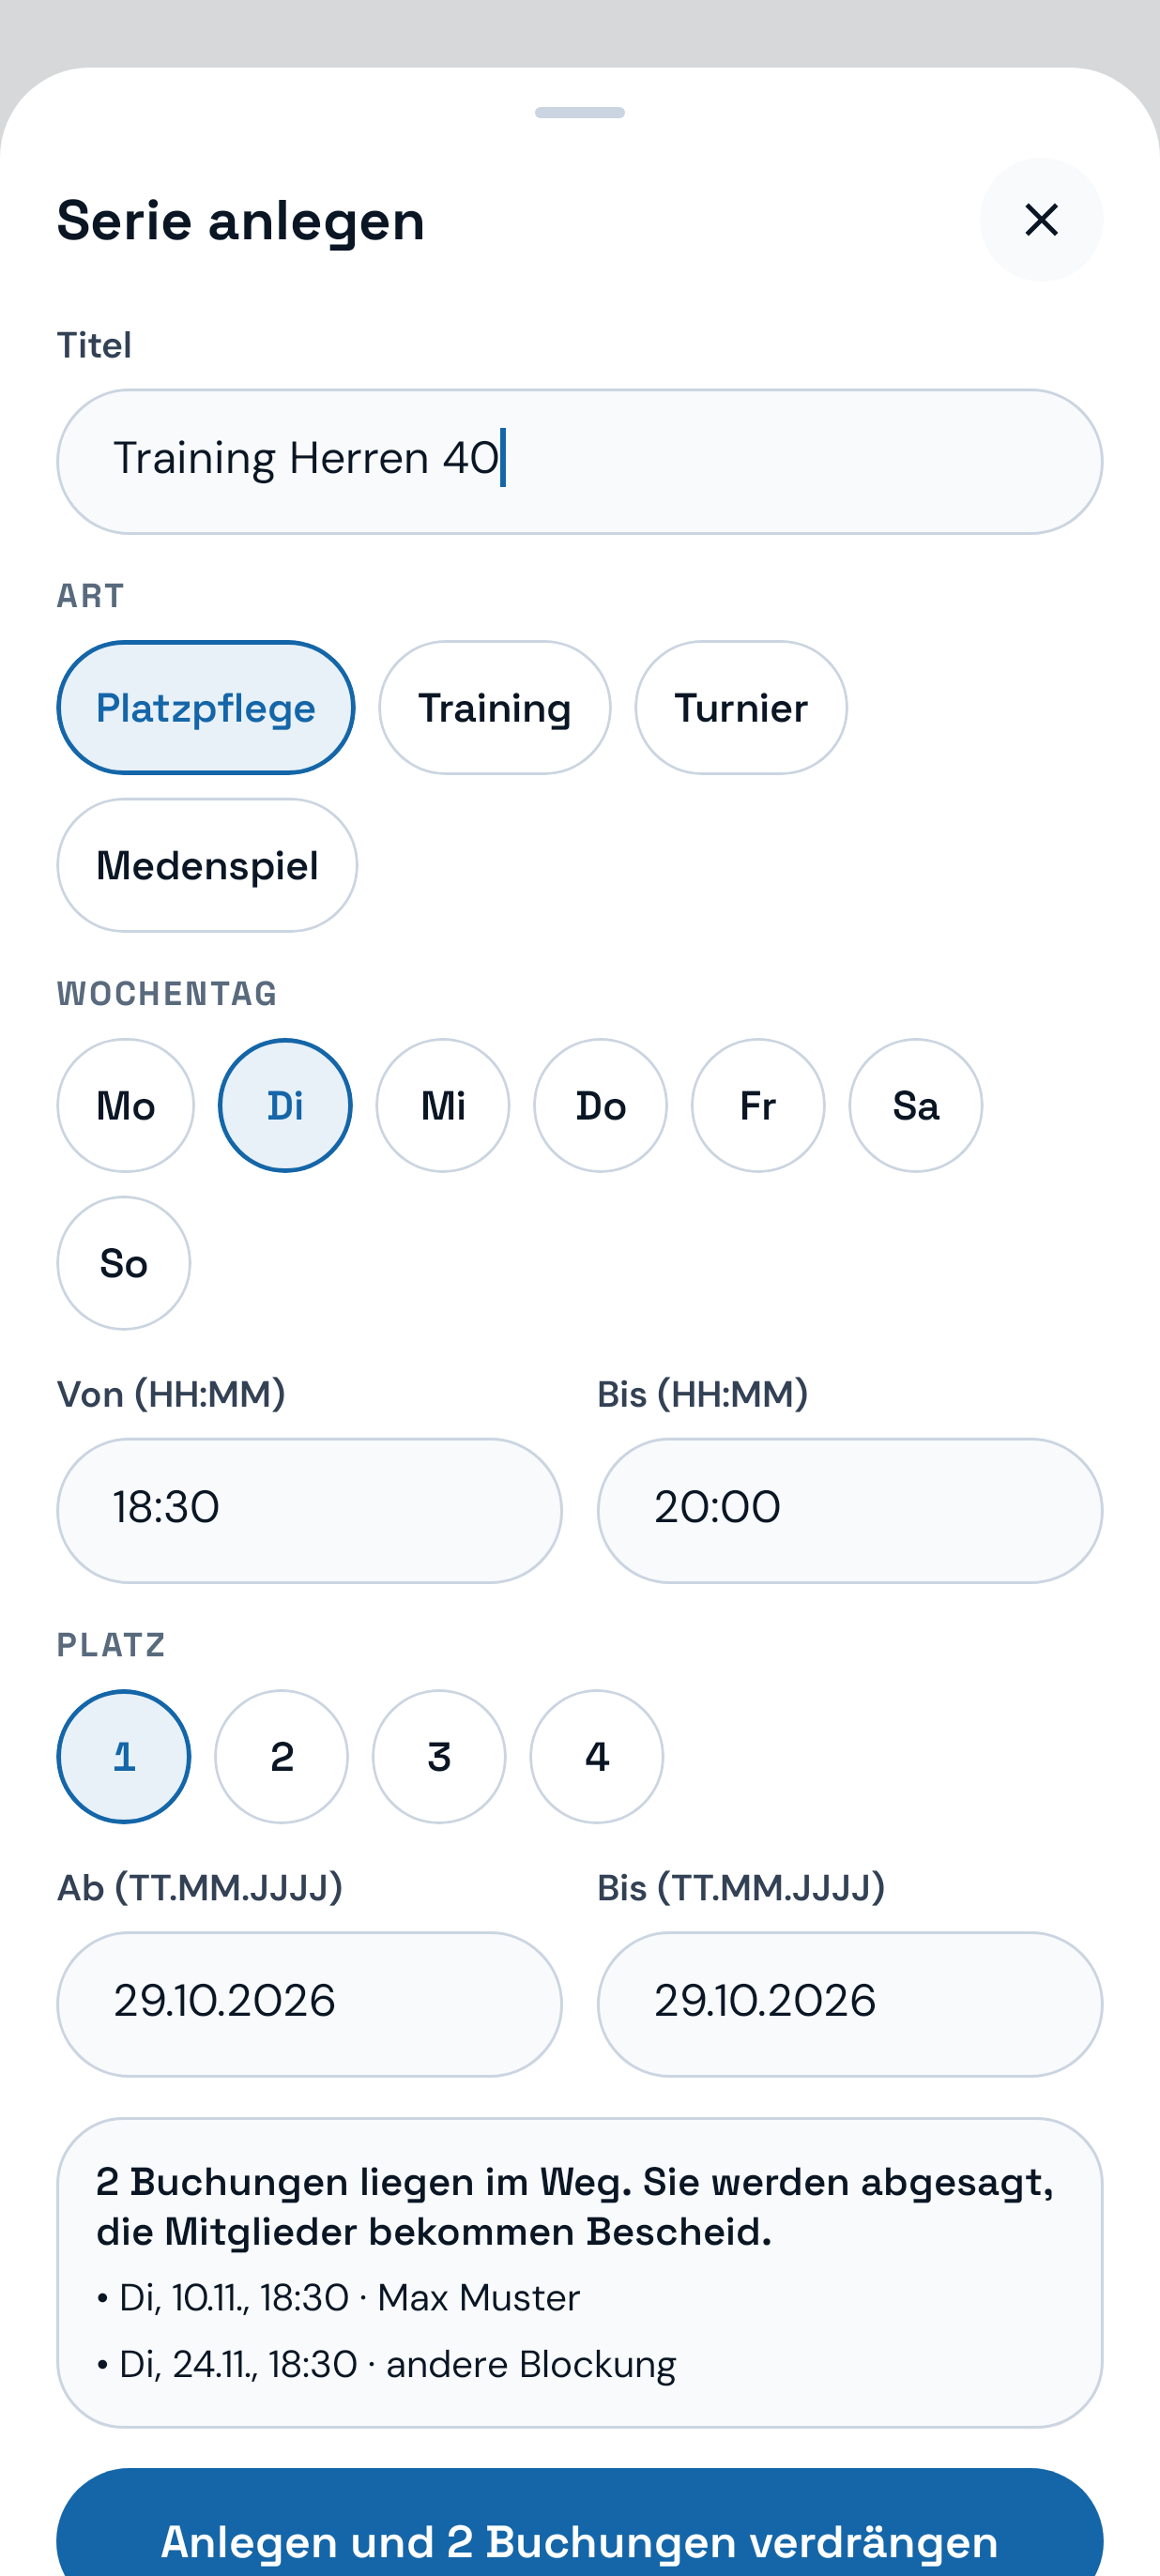 Serie anlegen
Titel
Training Herren 40
ART
Platzpflege Training Turnier
Medenspiel
WOCHENTAG
Mo Di Mi Do Fr Sa
So
Von (HH:MM) Bis (HH:MM)
18:30 20:00
PLATZ
1 2 3 4
Ab (TT.MM.JJJJ) Bis (TT.MM.JJJJ)
29.10.2026 29.10.2026
2 Buchungen liegen im Weg. Sie werden abgesagt,
die Mitglieder bekommen Bescheid.
• Di, 10.11., 18:30 · Max Muster
• Di, 24.11., 18:30 · andere Blockung
Anlegen und 2 Buchungen verdrängen